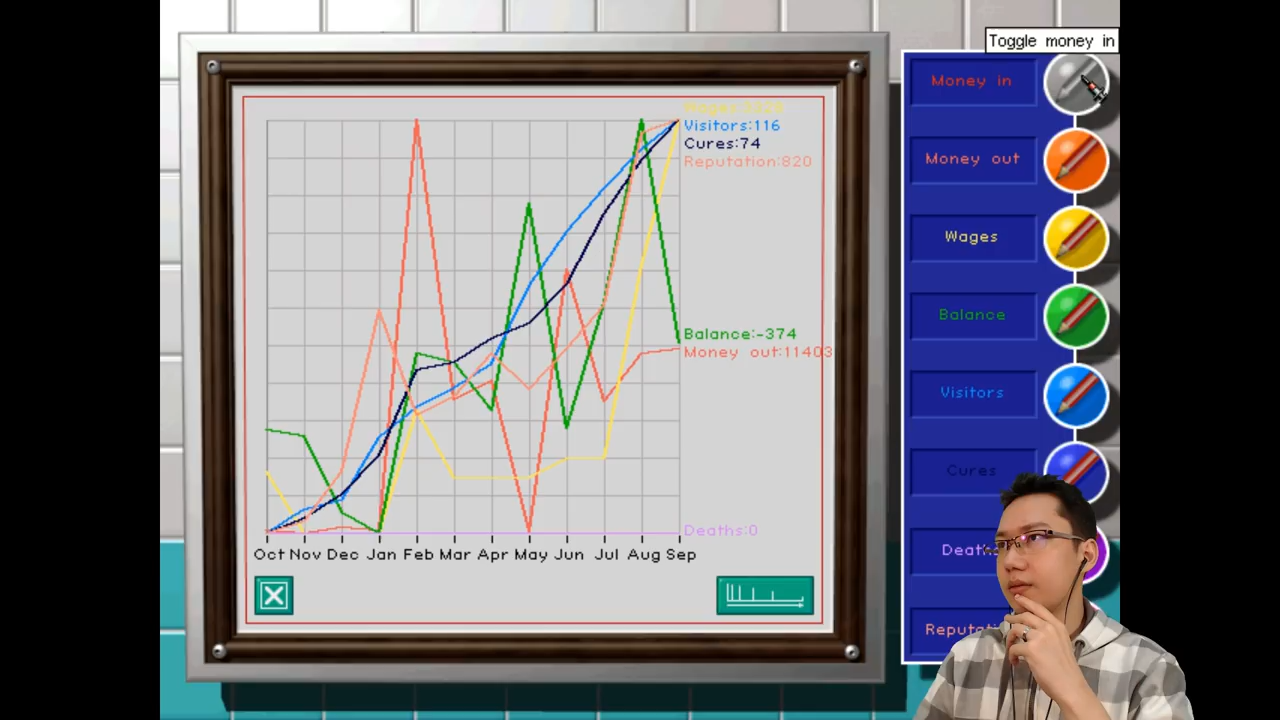 Toggle money in
Money in
Money out
Wages
Balance
Visitors
Cures
Visitors:116
Cures:74
Reputation:820
Balance:-374
Money out:11403
Deaths:0
Oct Nov Dec Jan Feb Mar Apr May Jun Jul Aug Sep